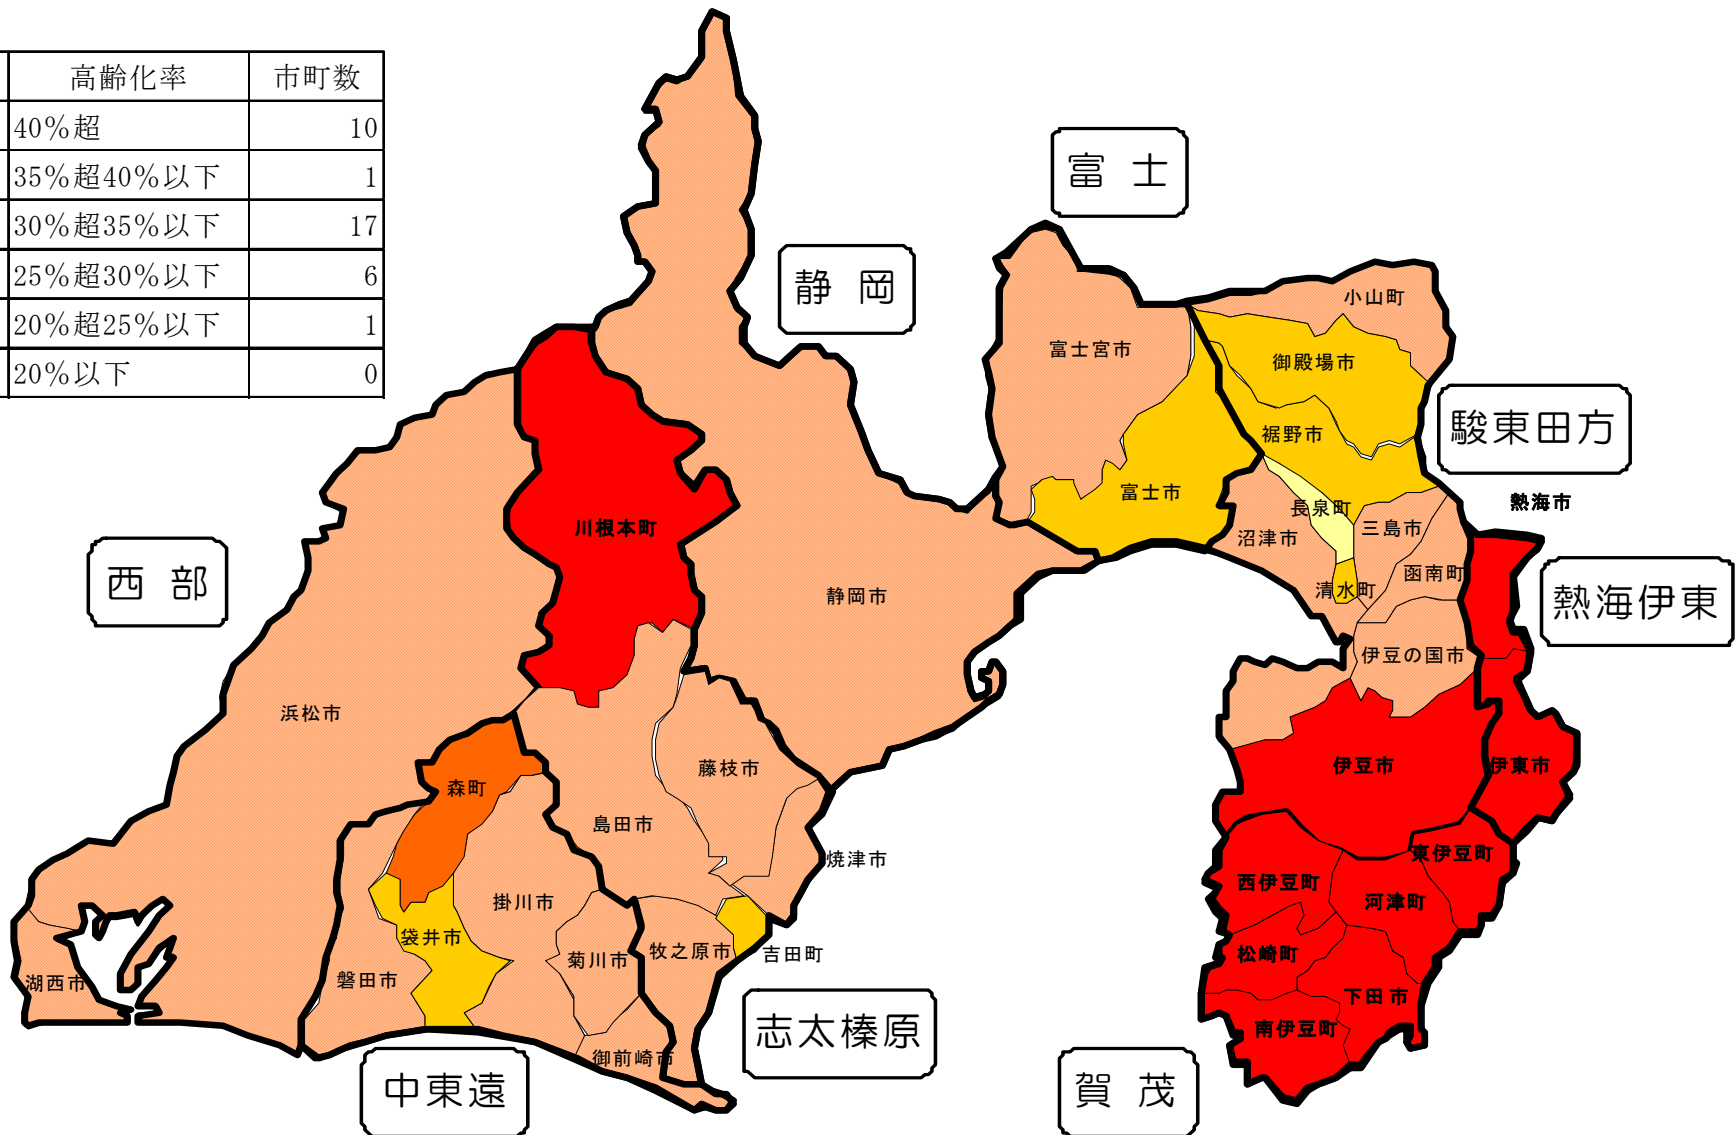 高齢化率 市町数
40%超 10
35%超40%以下 1
30%超35%以下 17
25%超30%以下 6
20%超25%以下 1
20%以下 0
富士
静岡
小山町
富士宮市
御殿場市
駿東田方
裾野市
富士市
熱海市
長泉町
三島市
沼津市
川根本町
函南町
西部
清水町
静岡市
熱海伊東
伊豆の国市
浜松市
伊豆市
伊東市
藤枝市
森町
島田市
焼津市
東伊豆町
西伊豆町
河津町
掛川市
袋井市
菊川市
牧之原市
吉田町
松崎町
磐田市
湖西市
下田市
南伊豆町
志太榛原
御前崎市
中東遠
賀茂